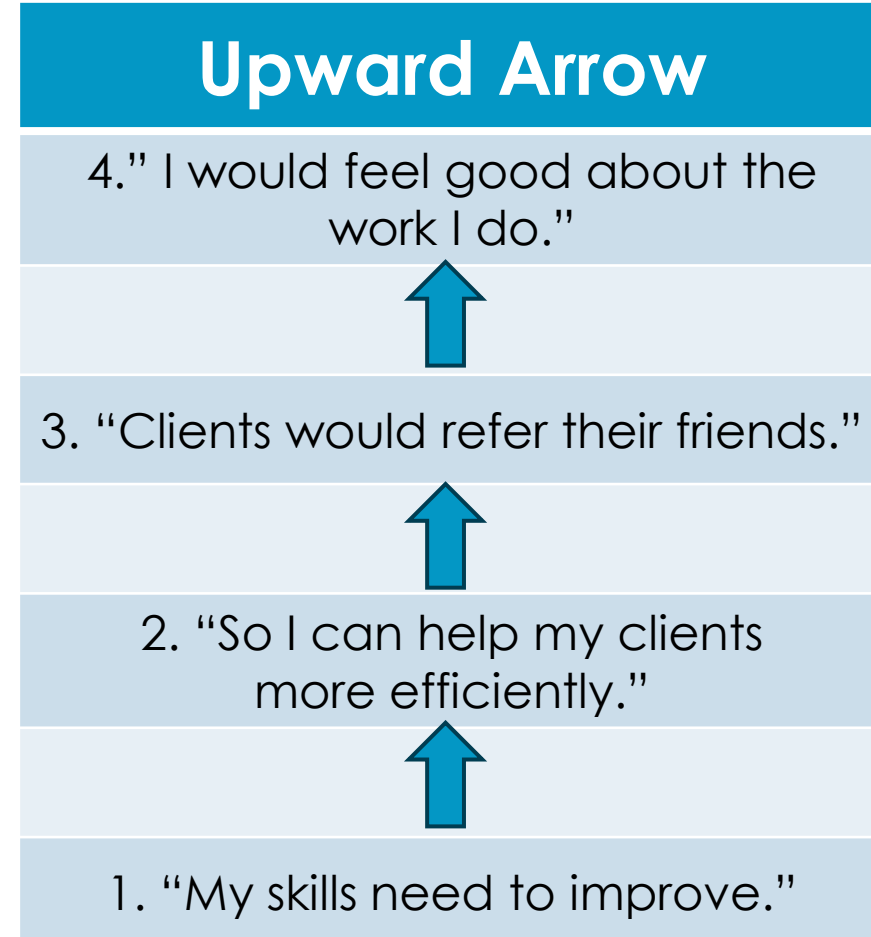 Upward Arrow
4.” I would feel good about the
work I do.”
3. “Clients would refer their friends.”
2. “So I can help my clients
more efficiently.”
1. “My skills need to improve.”